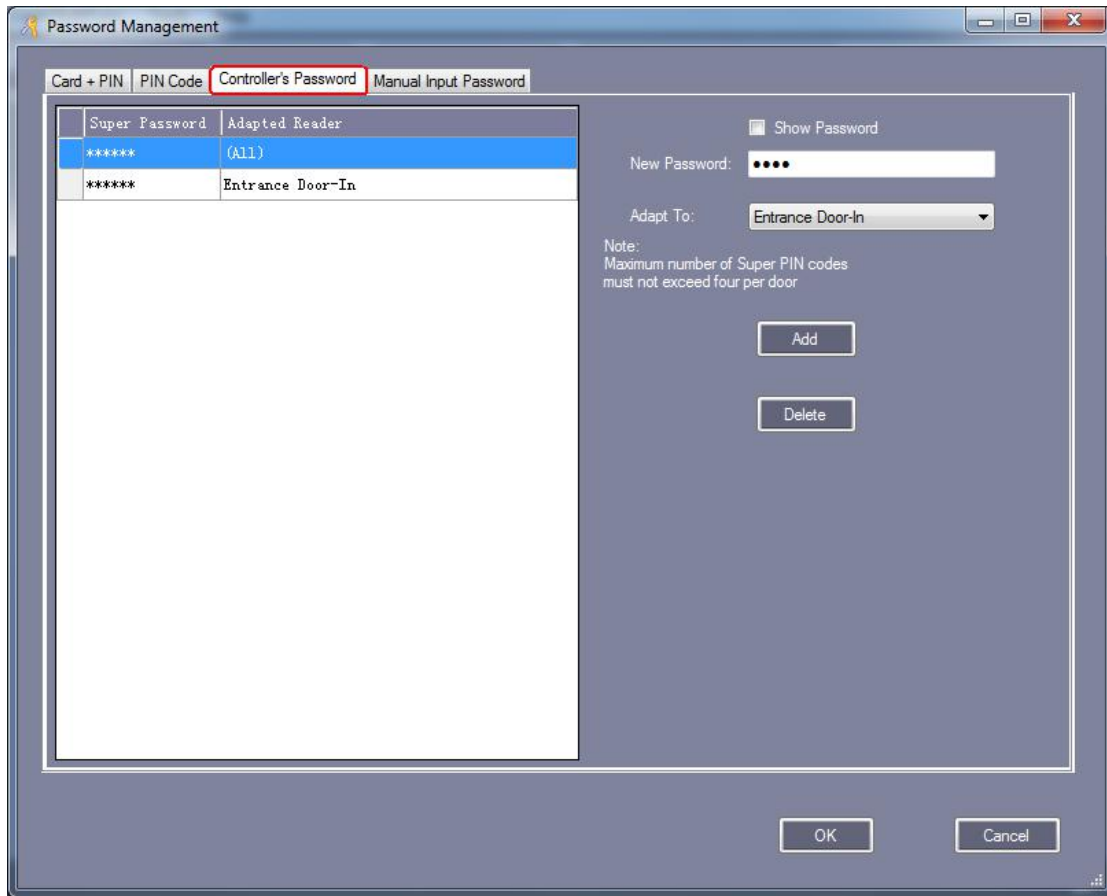 Password Management
Card + PIN
PIN Code
Controller's Password
Manual Input Password
Super Password Adapted Reader
****** (All)
****** Entrance Door-In
Show Password
New Password: ●●●●
Adapt To: Entrance Door-In
Note:
Maximum number of Super PIN codes
must not exceed four per door
Add
Delete
OK
Cancel